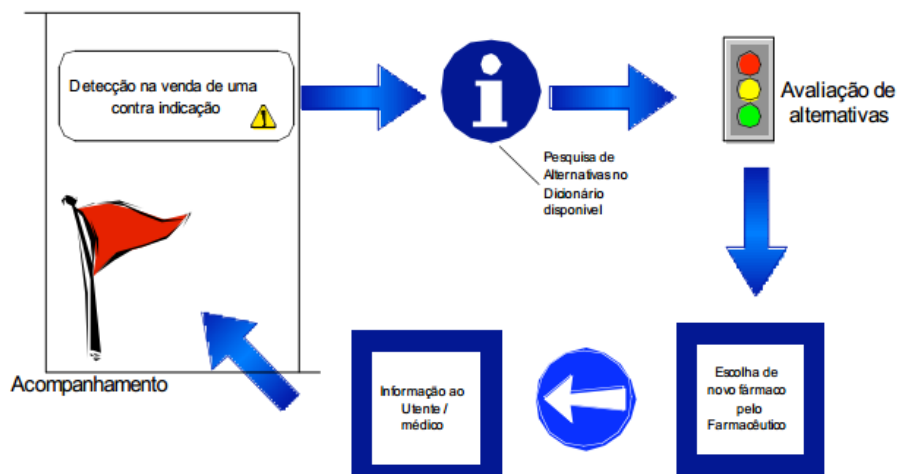 Detecção na venda de uma
contra indicação
Pesquisa de
Alternativas no
Dicionário
disponível
Avaliação de
alternativas
Escolha de
novo fármaco
pelo
Farmacêutico
Informação ao
Utente /
médico
Acompanhamento